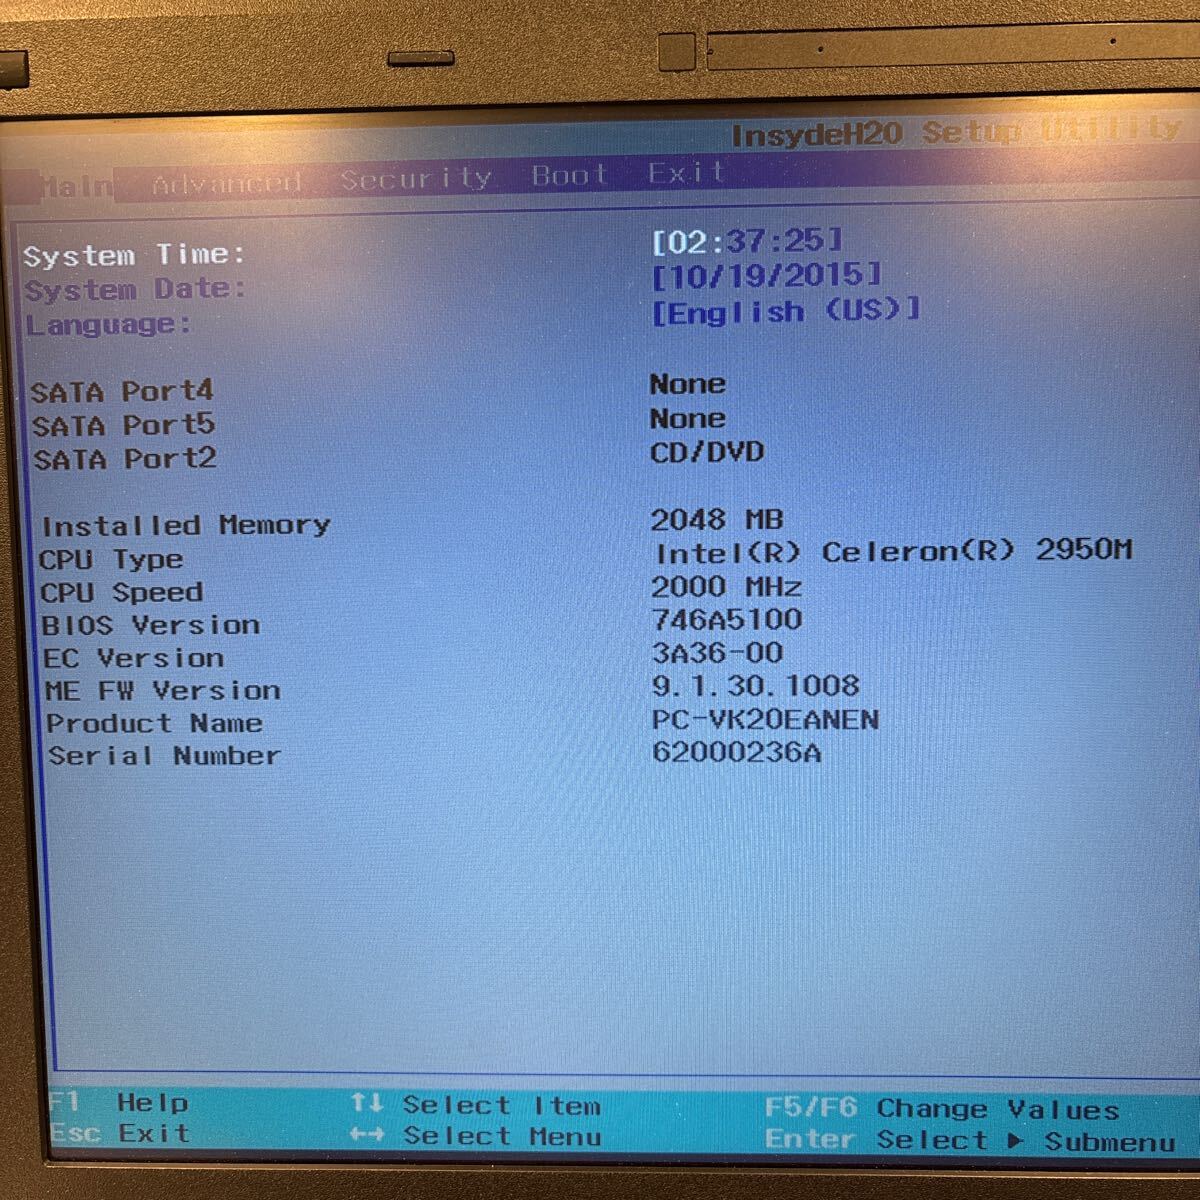 InsydeH20 Setup Utility
Main Advanced Security Boot Exit
System Time: [02:37:25]
System Date: [10/19/2015]
Language: [English (US)]
SATA Port4 None
SATA Port5 None
SATA Port2 CD/DVD
Installed Memory 2048 MB
CPU Type Intel(R) Celeron(R) 2950M
CPU Speed 2000 MHz
BIOS Version 746A5100
EC Version 3A36-00
ME FW Version 9.1.30.1008
Product Name PC-VK20EANEN
Serial Number 62000236A
F1 Help ↑↓ Select Item F5/F6 Change Values
Esc Exit ←→ Select Menu Enter Select ▶ Submenu